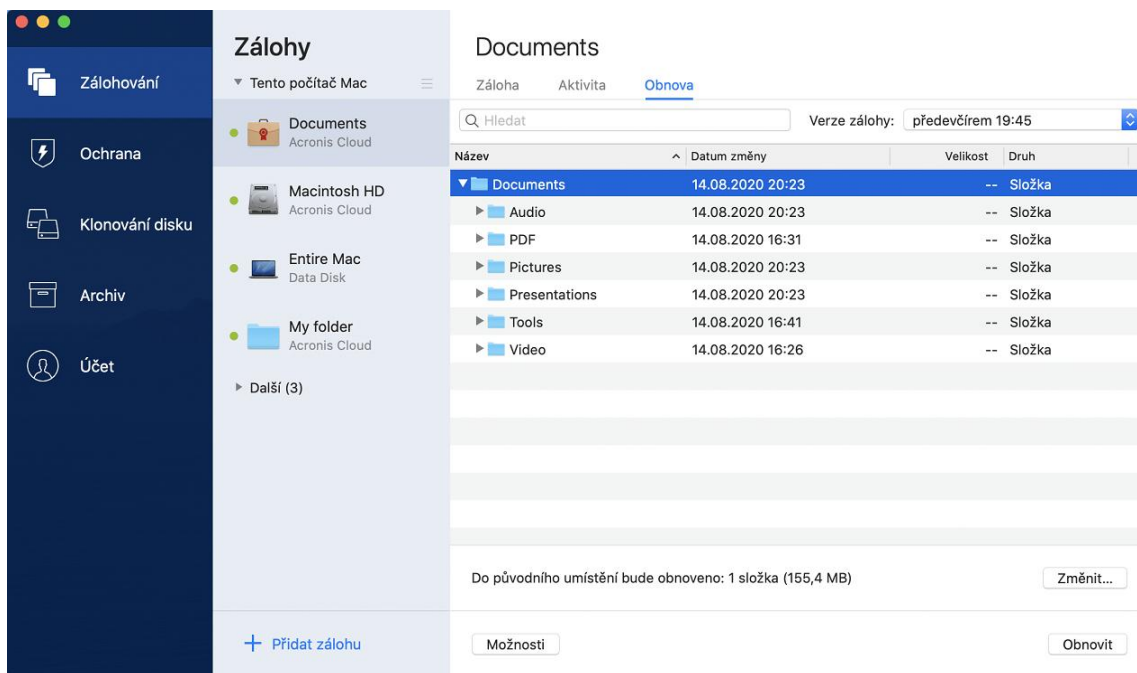 Zálohování
Ochrana
Klonování disku
Archiv
Účet
Zálohy
Tento počítač Mac
Documents
Acronis Cloud
Macintosh HD
Acronis Cloud
Entire Mac
Data Disk
My folder
Acronis Cloud
Další (3)
Přidat zálohu
Documents
Záloha Aktivita Obnova
Hledat Verze zálohy: předevčírem 19:45
Název Datum změny Velikost Druh
Documents 14.08.2020 20:23 -- Složka
Audio 14.08.2020 20:23 -- Složka
PDF 14.08.2020 16:31 -- Složka
Pictures 14.08.2020 20:23 -- Složka
Presentations 14.08.2020 20:23 -- Složka
Tools 14.08.2020 16:41 -- Složka
Video 14.08.2020 16:26 -- Složka
Do původního umístění bude obnoveno: 1 složka (155,4 MB) Změnit...
Možnosti Obnovit